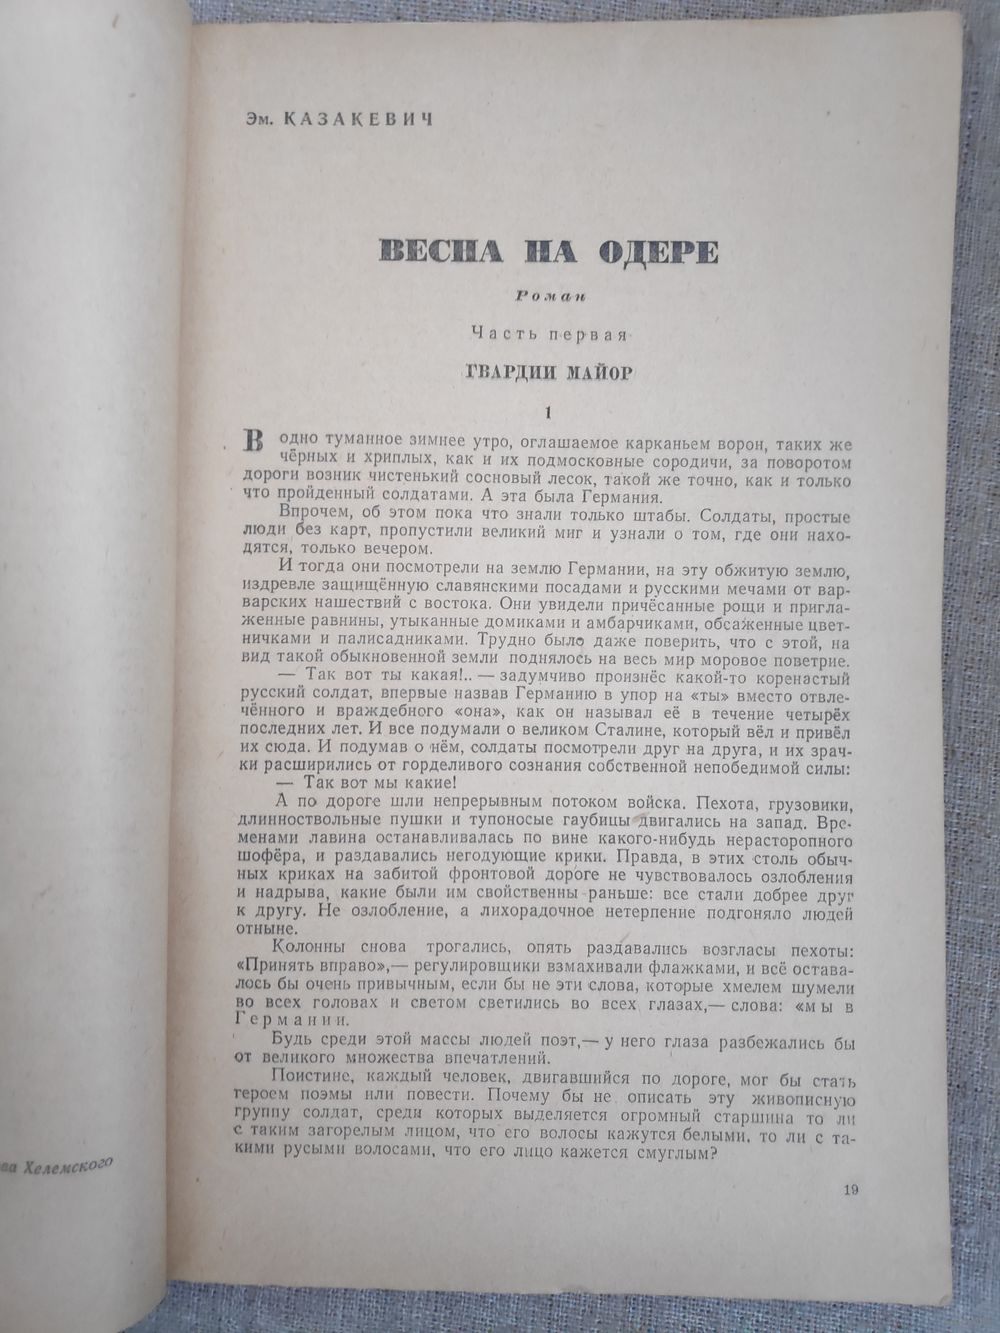 Эм. КАЗАКЕВИЧ
ВЕСНА НА ОДЕРЕ
Роман
Часть первая
ГВАРДИИ МАЙОР
1
В одно туманное зимнее утро, оглашаемое карканьем ворон, таких же
чёрных и хриплых, как и их подмосковные сородичи, за поворотом
дороги возник чистенький сосновый лесок, такой же точно, как и только
что пройденный солдатами. А эта была Германия.
Впрочем, об этом пока что знали только штабы. Солдаты, простые
люди без карт, пропустили великий миг и узнали о том, где они нахо-
дятся, только вечером.
И тогда они посмотрели на землю Германии, на эту обжитую землю,
издревле защищённую славянскими посадами и русскими мечами от вар-
варских нашествий с востока. Они увидели причёсанные рощи и пригла-
женные равнины, утыканные домиками и амбарчиками, обсаженные цвет-
ничками и палисадниками. Трудно было даже поверить, что с этой, на
вид такой обыкновенной земли поднялось на весь мир моровое поветрие.
— Так вот ты какая!.. — задумчиво произнёс какой-то коренастый
русский солдат, впервые назвав Германию в упор на «ты» вместо отвле-
чённого и враждебного «она», как он называл её в течение четырёх
последних лет. И все подумали о великом Сталине, который вёл и привёл
их сюда. И подумав о нём, солдаты посмотрели друг на друга, и их зрач-
ки расширились от горделивого сознания собственной непобедимой силы:
— Так вот мы какие!
А по дороге шли непрерывным потоком войска. Пехота, грузовики,
длинноствольные пушки и тупоносые гаубицы двигались на запад. Вре-
менами лавина останавливалась по вине какого-нибудь нерасторопного
шофёра, и раздавались негодующие крики. Правда, в этих столь обыч-
ных криках на забитой фронтовой дороге не чувствовалось озлобления
и надрыва, какие были им свойственны раньше: все стали добрее друг
к другу. Не озлобление, а лихорадочное нетерпение подгоняло людей
отныне.
Колонны снова трогались, опять раздавались возгласы пехоты:
«Принять вправо»,— регулировщики взмахивали флажками, и всё остава-
лось бы очень привычным, если бы не эти слова, которые хмелем шумели
во всех головах и светом светились во всех глазах,— слова: «мы в
Германии.
Будь среди этой массы людей поэт,— у него глаза разбежались бы
от великого множества впечатлений.
Поистине, каждый человек, двигавшийся по дороге, мог бы стать
героем поэмы или повести. Почему бы не описать эту живописную
группу солдат, среди которых выделяется огромный старшина то ли
с таким загорелым лицом, что его волосы кажутся белыми, то ли с та-
кими русыми волосами, что его лицо кажется смуглым?
19
ва Хелемского